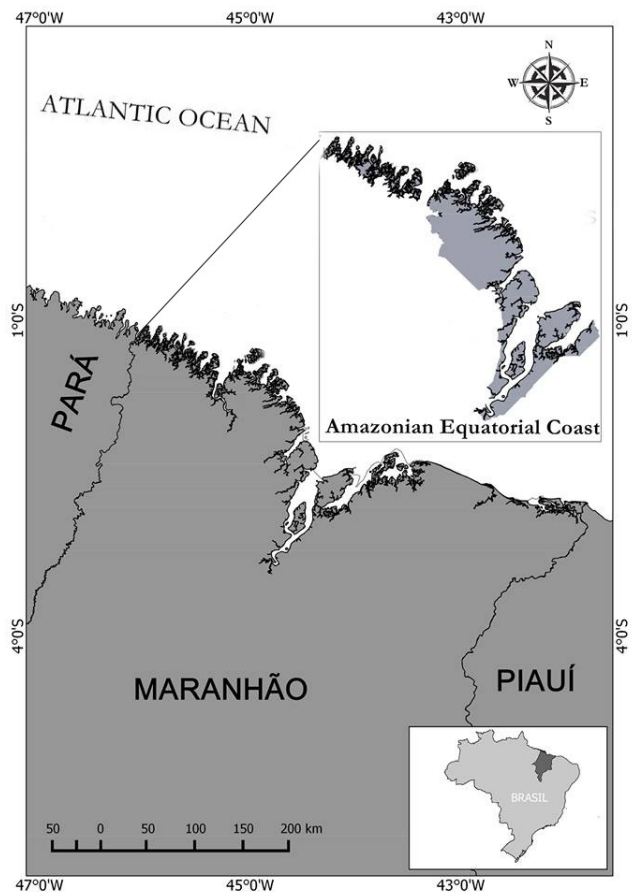 47°0'W 45°0'W 43°0'W
N
W E
S
ATLANTIC OCEAN
1°0'S 1°0'S
Amazonian Equatorial Coast
PARÁ
4°0'S 4°0'S
MARANHÃO
PIAUÍ
BRASIL
50 0 50 100 150 200 km
47°0'W 45°0'W 43°0'W